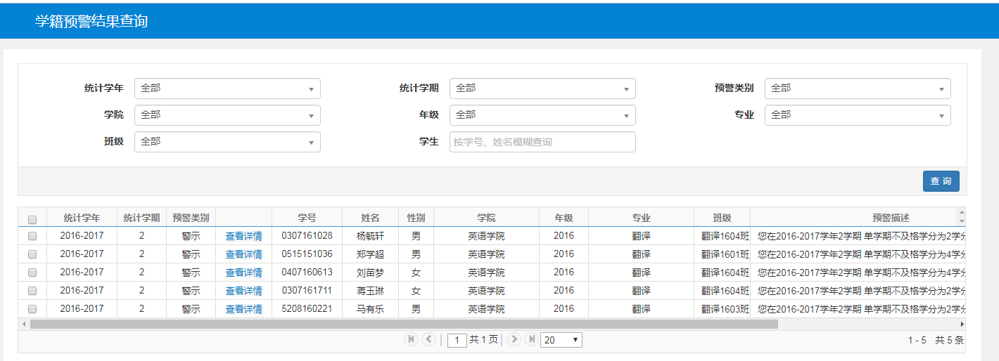 学籍预警结果查询
统计学年 全部 统计学期 全部 预警类别 全部
学院 全部 年级 全部 专业 全部
班级 全部 学生 按学号、姓名模糊查询
查 询
统计学年 统计学期 预警类别 学号 姓名 性别 学院 年级 专业 班级 预警描述
2016-2017 2 警示 查看详情 0307161028 杨毓轩 男 英语学院 2016 翻译 翻译1604班 您在2016-2017学年2学期 单学期不及格学分为2学分
2016-2017 2 警示 查看详情 0515151036 郑学超 男 英语学院 2016 翻译 翻译1601班 您在2016-2017学年2学期 单学期不及格学分为4学分
2016-2017 2 警示 查看详情 0407160613 刘苗梦 女 英语学院 2016 翻译 翻译1604班 您在2016-2017学年2学期 单学期不及格学分为4学分
2016-2017 2 警示 查看详情 0307161711 蒋玉琳 女 英语学院 2016 翻译 翻译1604班 您在2016-2017学年2学期 单学期不及格学分为2学分
2016-2017 2 警示 查看详情 5208160221 马有乐 男 英语学院 2016 翻译 翻译1603班 您在2016-2017学年2学期 单学期不及格学分为2学分
1 共 1 页 20 1 - 5 共 5 条